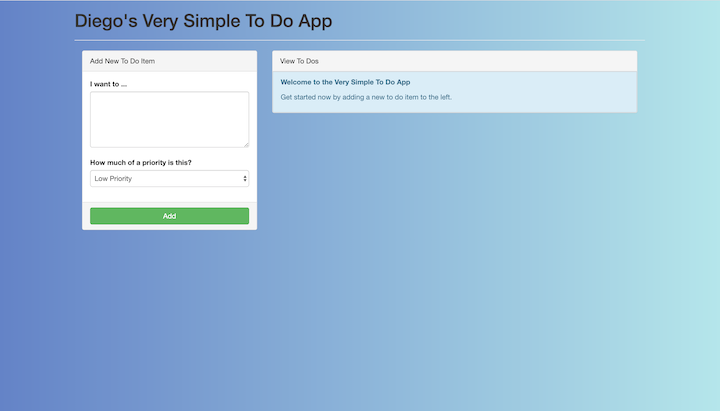 Diego's Very Simple To Do App
Add New To Do Item
I want to ...
How much of a priority is this?
Low Priority
Add
View To Dos
Welcome to the Very Simple To Do App
Get started now by adding a new to do item to the left.